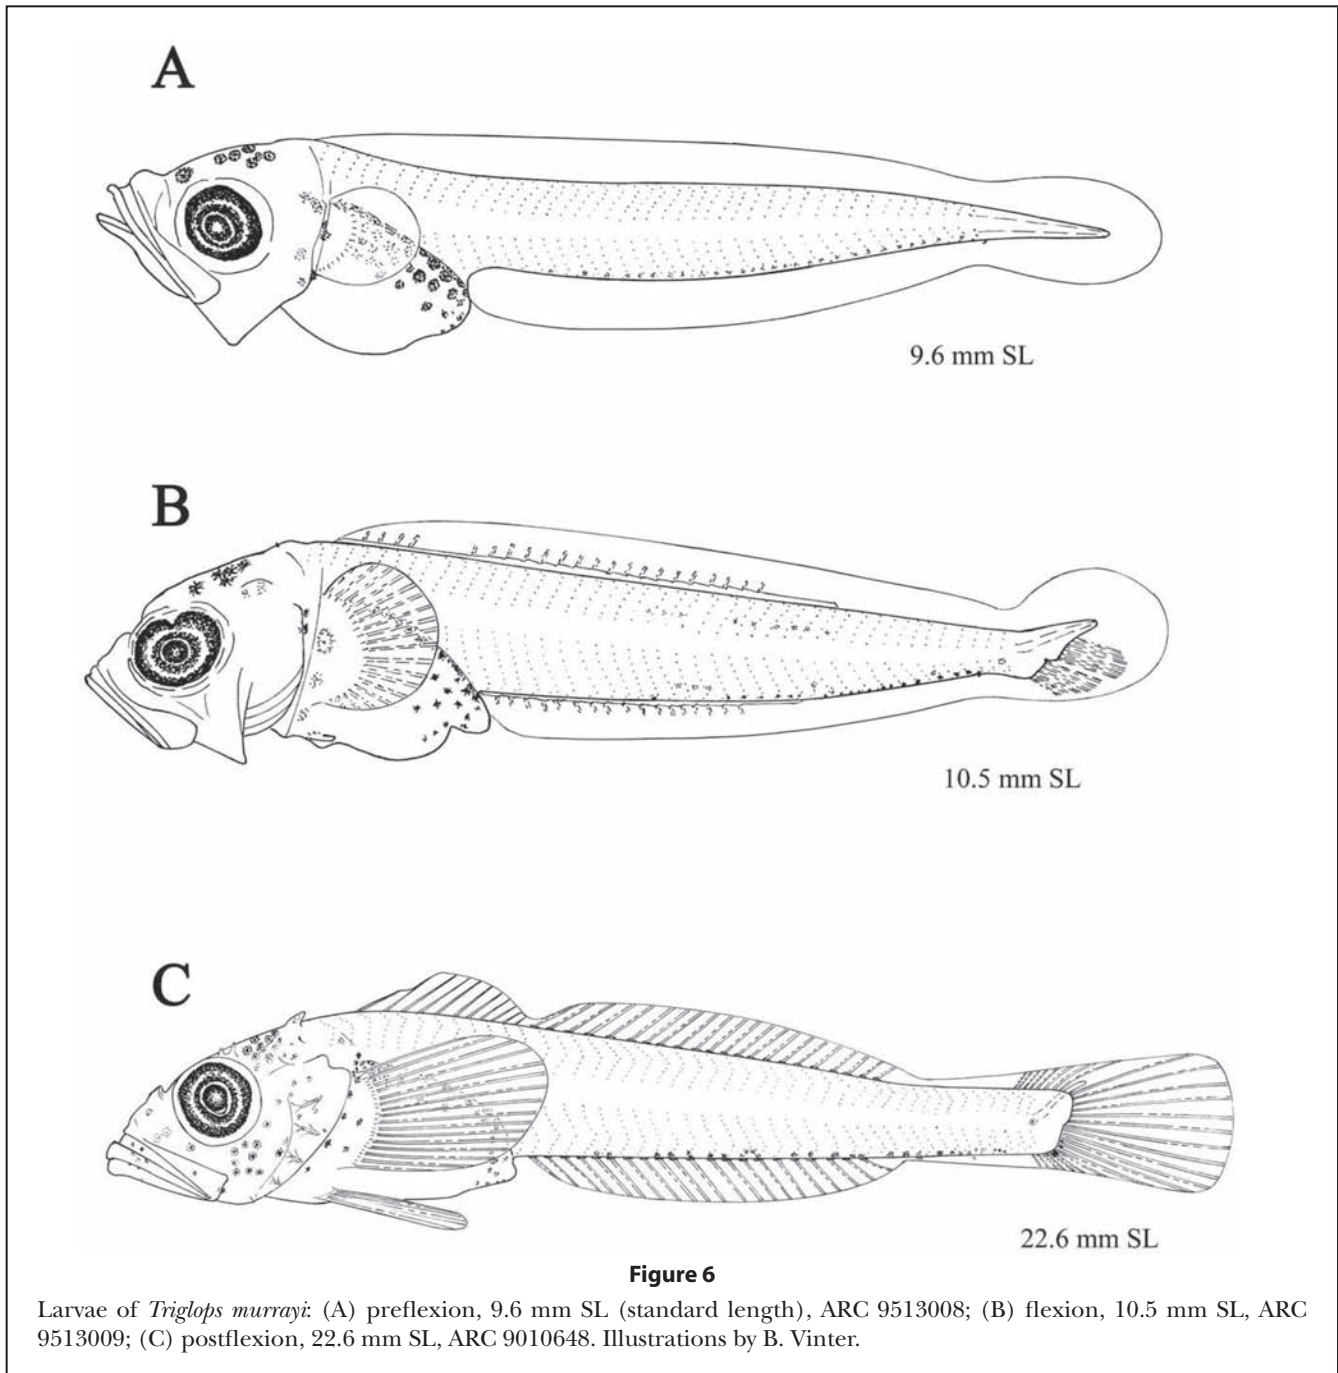 A
9.6 mm SL
B
10.5 mm SL
C
22.6 mm SL
Figure 6
Larvae of Triglops murrayi: (A) preflexion, 9.6 mm SL (standard length), ARC 9513008; (B) flexion, 10.5 mm SL, ARC
9513009; (C) postflexion, 22.6 mm SL, ARC 9010648. Illustrations by B. Vinter.